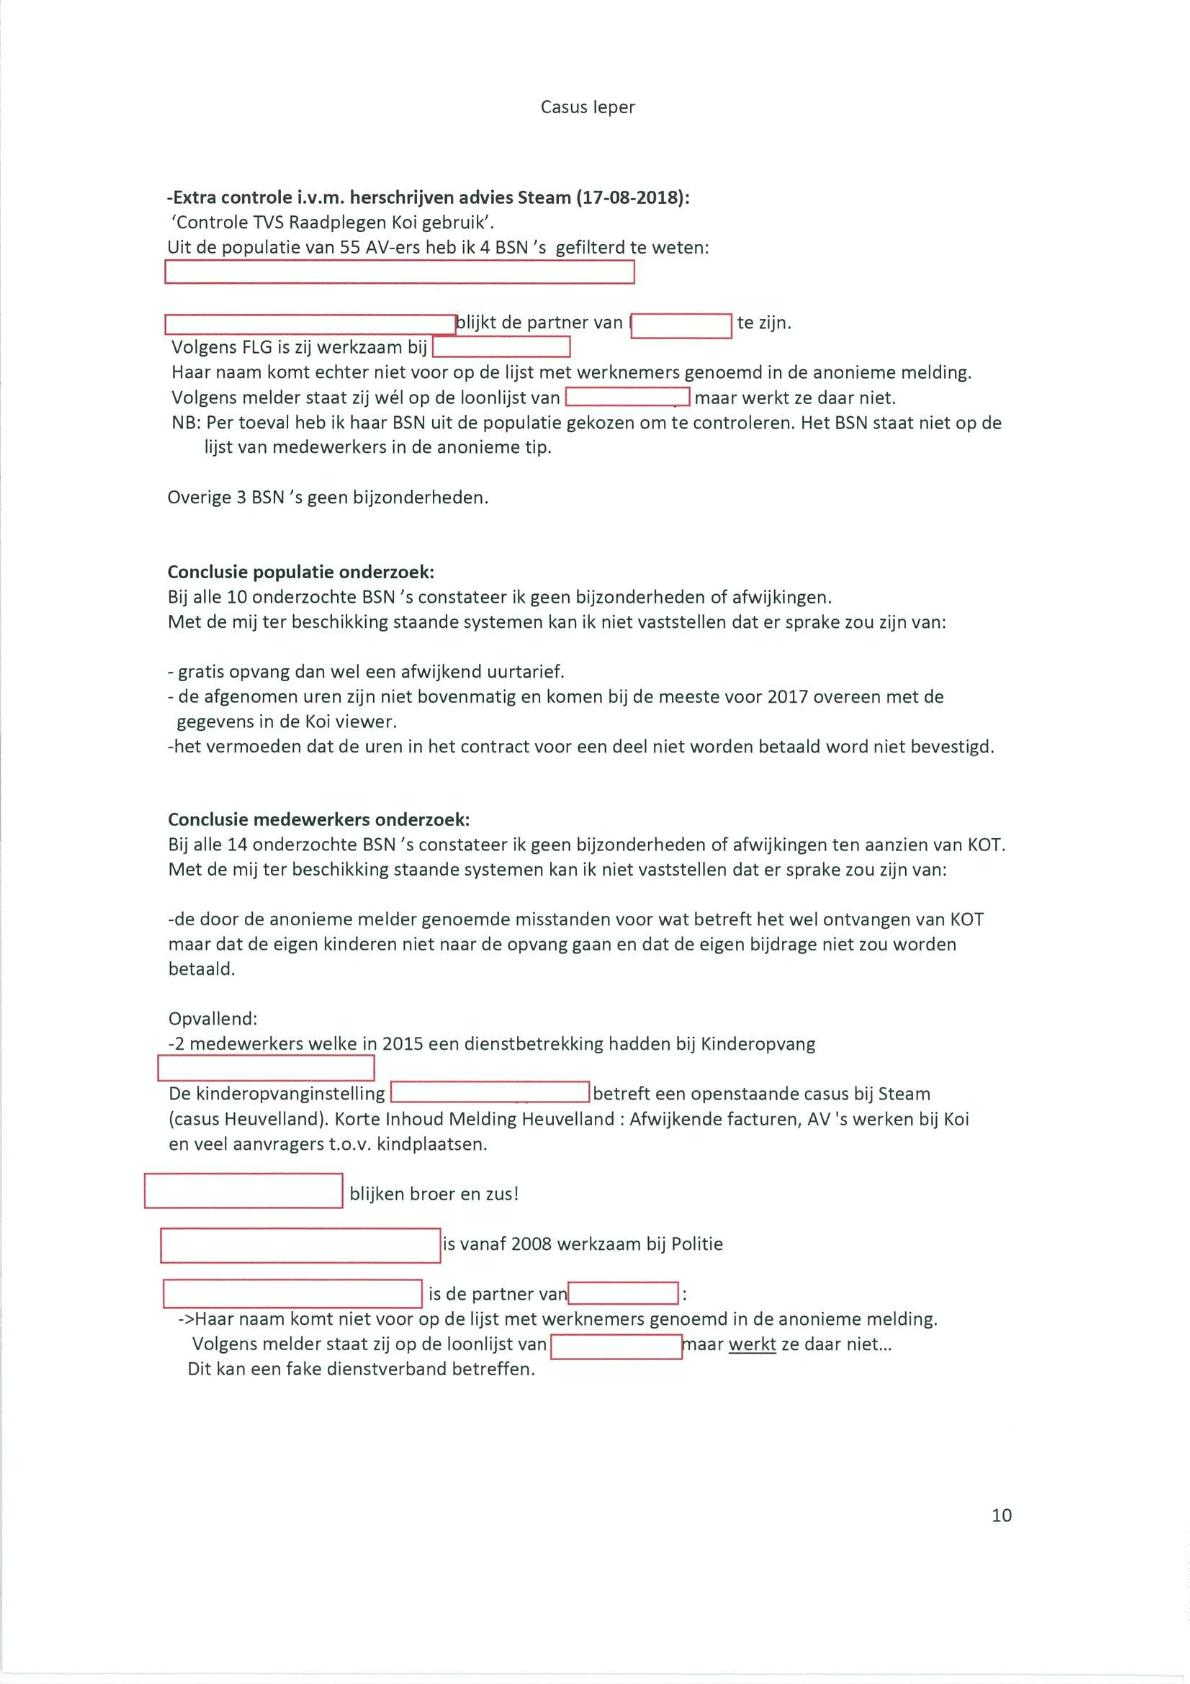 Casus Ieper
-Extra controle i.v.m. herschrijven advies Steam (17-08-2018):
‘Controle TVS Raadplegen Koi gebruik’.
Uit de populatie van 55 AV-ers heb ik 4 BSN ’s gefilterd te weten:
blijkt de partner van te zijn.
Volgens FLG is zij werkzaam bij
Haar naam komt echter niet voor op de lijst met werknemers genoemd in de anonieme melding.
Volgens melder staat zij wél op de loonlijst van maar werkt ze daar niet.
NB: Per toeval heb ik haar BSN uit de populatie gekozen om te controleren. Het BSN staat niet op de
lijst van medewerkers in de anonieme tip.
Overige 3 BSN ’s geen bijzonderheden.
Conclusie populatie onderzoek:
Bij alle 10 onderzochte BSN ’s constateer ik geen bijzonderheden of afwijkingen.
Met de mij ter beschikking staande systemen kan ik niet vaststellen dat er sprake zou zijn van:
- gratis opvang dan wel een afwijkend uurtarief.
- de afgenomen uren zijn niet bovenmatig en komen bij de meeste voor 2017 overeen met de
gegevens in de Koi viewer.
-het vermoeden dat de uren in het contract voor een deel niet worden betaald word niet bevestigd.
Conclusie medewerkers onderzoek:
Bij alle 14 onderzochte BSN ’s constateer ik geen bijzonderheden of afwijkingen ten aanzien van KOT.
Met de mij ter beschikking staande systemen kan ik niet vaststellen dat er sprake zou zijn van:
-de door de anonieme melder genoemde misstanden voor wat betreft het wel ontvangen van KOT
maar dat de eigen kinderen niet naar de opvang gaan en dat de eigen bijdrage niet zou worden
betaald.
Opvallend:
-2 medewerkers welke in 2015 een dienstbetrekking hadden bij Kinderopvang
De kinderopvanginstelling betreft een openstaande casus bij Steam
(casus Heuvelland). Korte Inhoud Melding Heuvelland : Afwijkende facturen, AV 's werken bij Koi
en veel aanvragers t.o.v. kindplaatsen.
blijken broer en zus!
is vanaf 2008 werkzaam bij Politie
is de partner van :
->Haar naam komt niet voor op de lijst met werknemers genoemd in de anonieme melding.
Volgens melder staat zij op de loonlijst van maar werkt ze daar niet...
Dit kan een fake dienstverband betreffen.
10